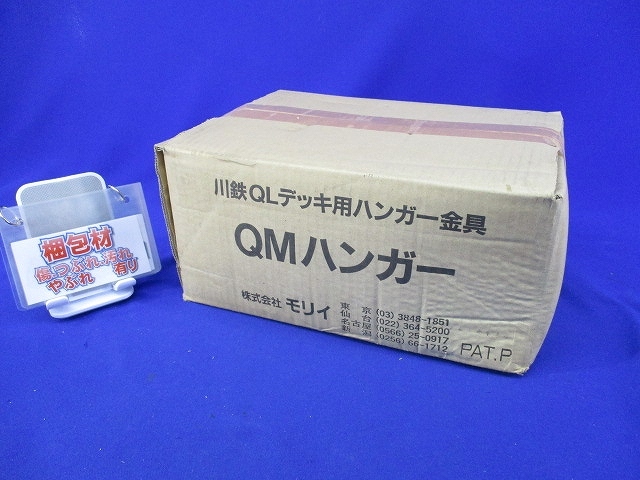 梱包材
傷つぶれ・汚れ
やぶれ 有り
川鉄QLデッキ用ハンガー金具
QMハンガー
株式会社 モリイ
東京 (03) 3848-1851
仙台 (022) 364-5200
名古屋 (0566) 25-0917
新潟 (0256) 66-1712
PAT.P